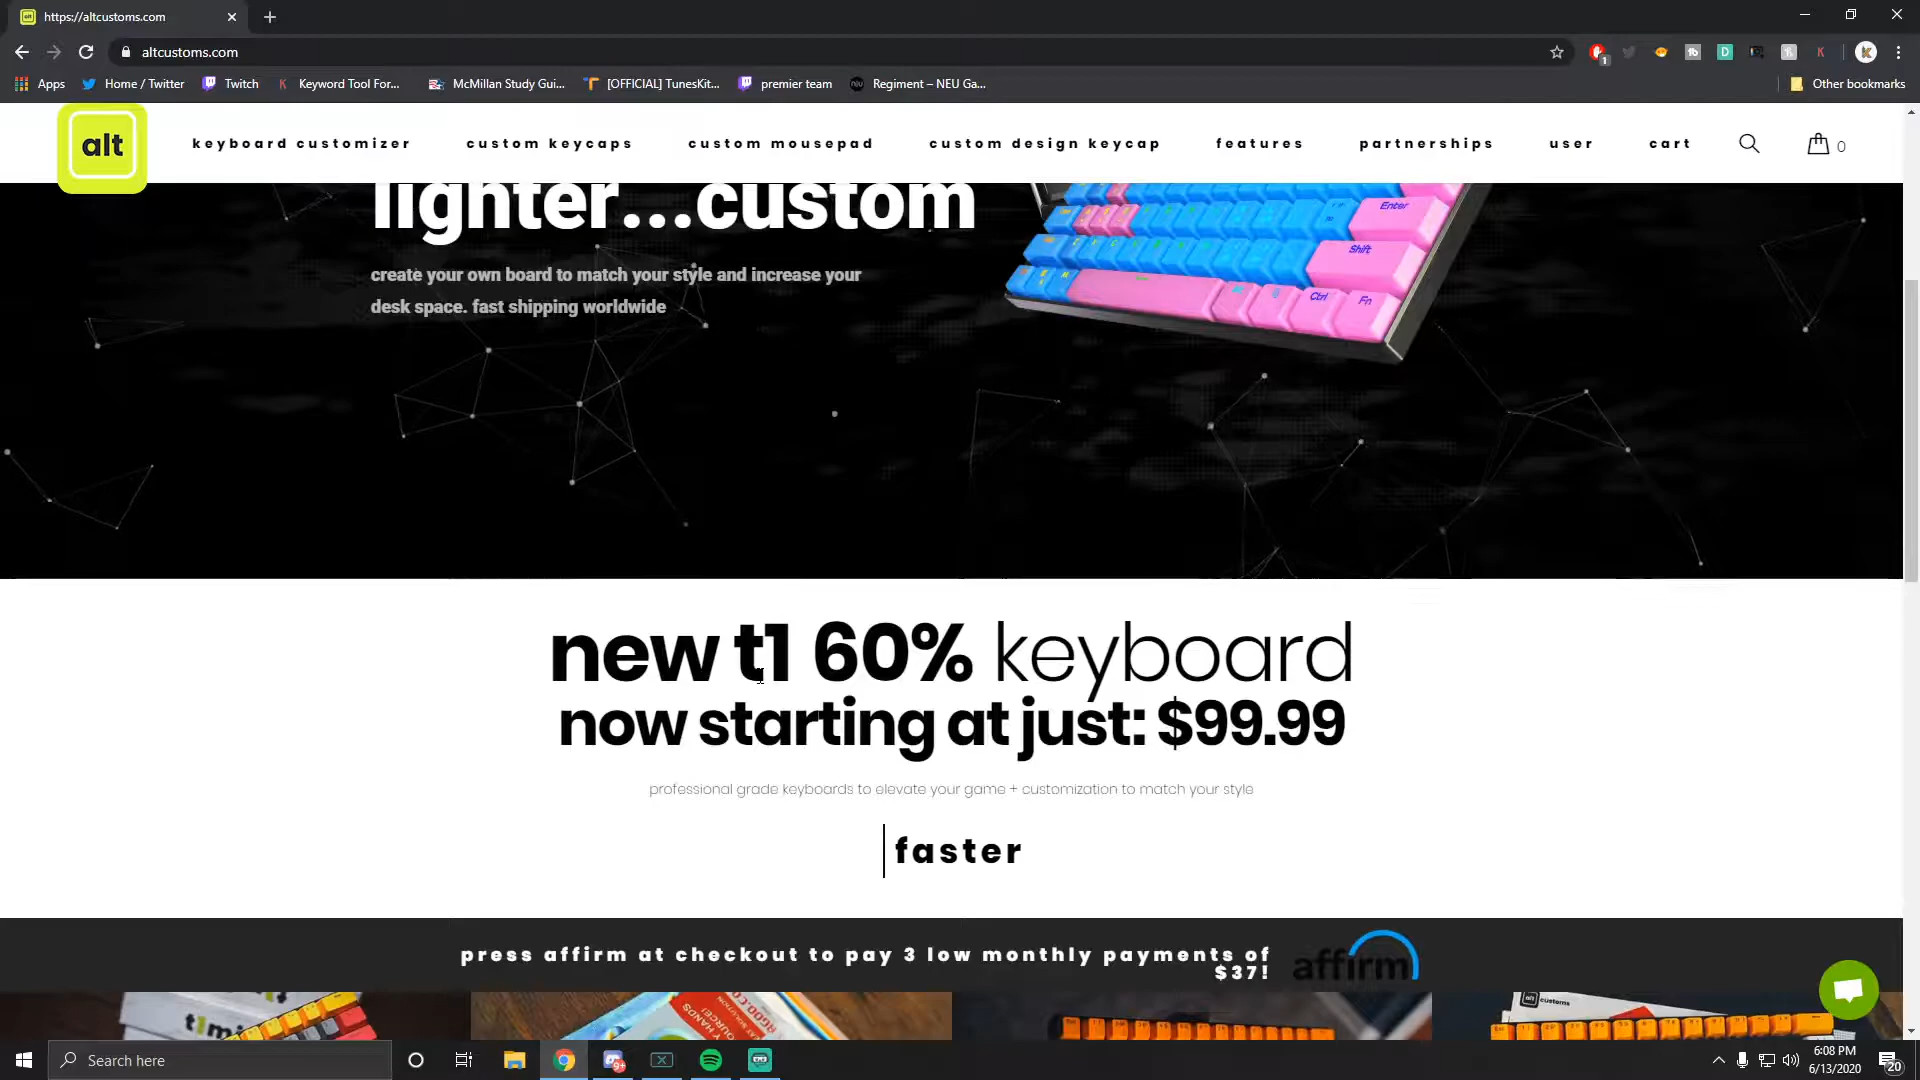 https://altcustoms.com
altcustoms.com
1
Apps
Home / Twitter
Twitch
Keyword Tool For...
McMillan Study Gui...
[OFFICIAL] TunesKit...
premier team
Regiment – NEU Ga...
Other bookmarks
alt
keyboard customizer
custom keycaps
custom mousepad
custom design keycap
features
partnerships
user
cart
0
lighter...custom
Enter
Shift
Ctrl
Fn
create your own board to match your style and increase your
desk space. fast shipping worldwide
new t1 60% keyboard
now starting at just: $99.99
professional grade keyboards to elevate your game + customization to match your style
faster
press affirm at checkout to pay 3 low monthly payments of
$37!
affirm
alt customs
Search here
9+
6:08 PM
6/13/2020
20